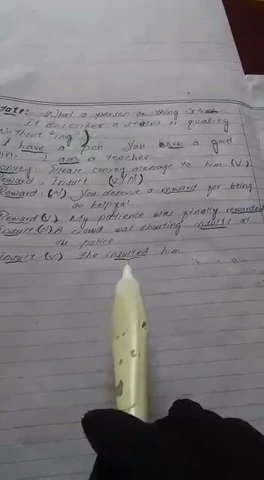 State: What a person or thing is
It describes a state or quality
(without "ing")
I have a pen You have a
I am a teacher
Convey Please convey message to him (V)
Reward = Insult (V/N)
Reward: (N) You deserve a reward for being
so helpful
Reward (V) My patience was finally rewarded
Insult (N) A crowd was shouting insults at
the police
insult (V) She insulted him